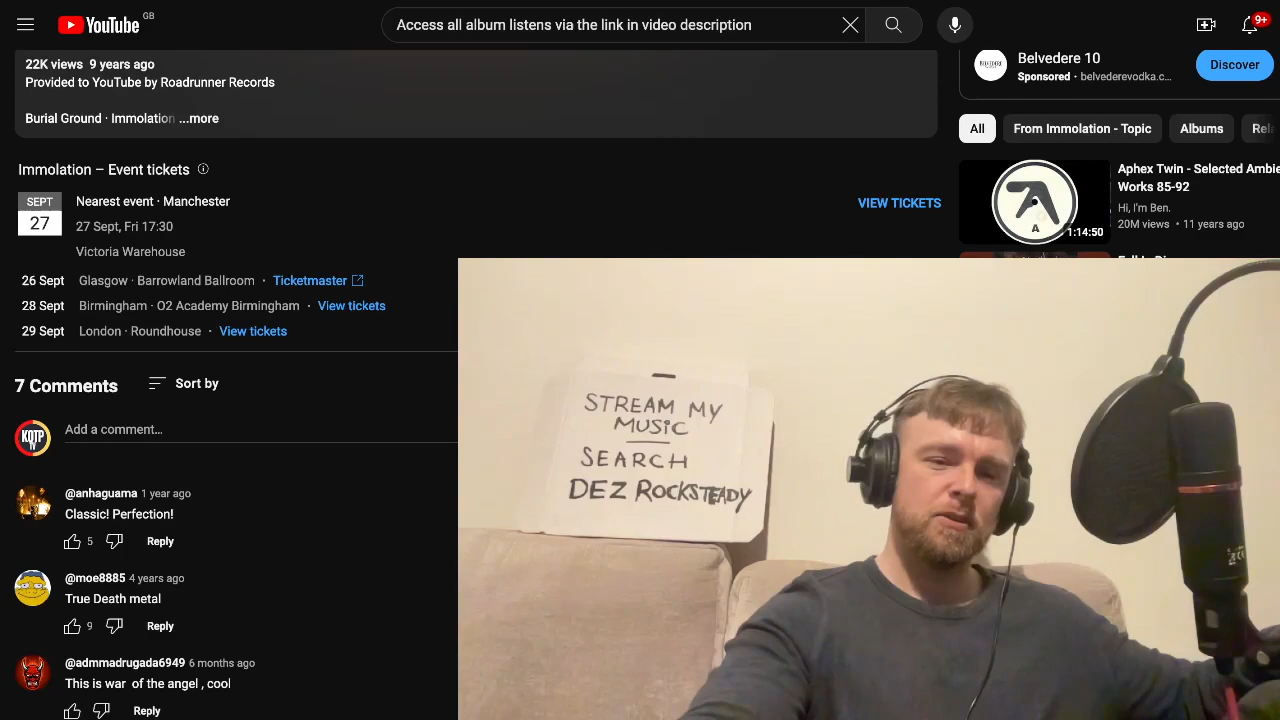 YouTube GB
Access all album listens via the link in video description
9+
22K views 9 years ago
Provided to YouTube by Roadrunner Records
Burial Ground · Immolation ...more
Immolation – Event tickets
SEPT
27
Nearest event · Manchester
27 Sept, Fri 17:30
Victoria Warehouse
VIEW TICKETS
26 Sept Glasgow · Barrowland Ballroom · Ticketmaster
28 Sept Birmingham · O2 Academy Birmingham · View tickets
29 Sept London · Roundhouse · View tickets
7 Comments Sort by
KOTP
TV
Add a comment...
@anhaguama 1 year ago
Classic! Perfection!
5 Reply
@moe8885 4 years ago
True Death metal
9 Reply
@admmadrugada6949 6 months ago
This is war of the angel , cool
Reply
Belvedere 10
Sponsored · belvederevodka.c...
Discover
All From Immolation - Topic Albums Rel
Aphex Twin - Selected Ambie
Works 85-92
Hi, I'm Ben.
20M views · 11 years ago
A
1:14:50
STREAM MY
MUSIC
SEARCH
DEZ ROCKSTEADY